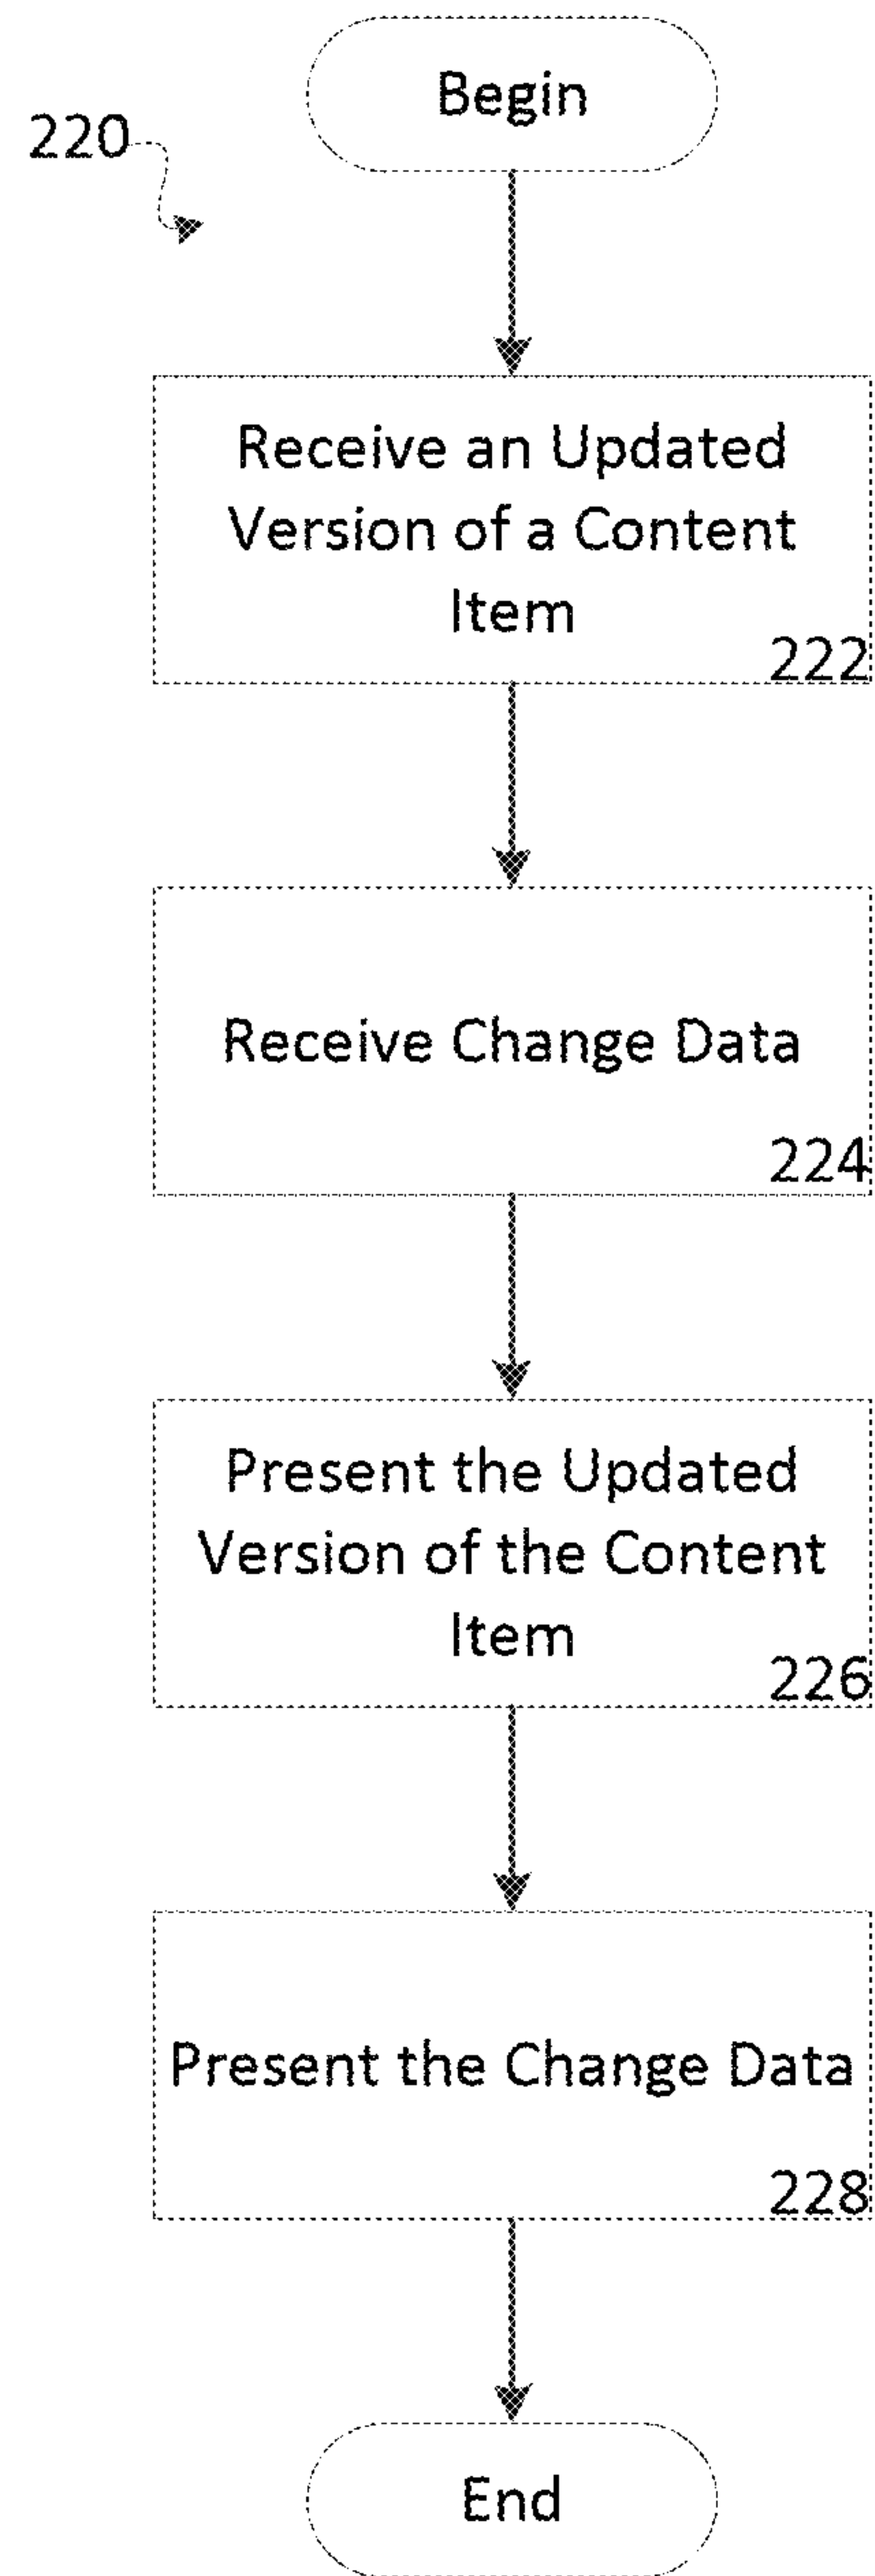 Begin
220
Receive an Updated
Version of a Content
Item
222
Receive Change Data
224
Present the Updated
Version of the Content
Item
226
Present the Change Data
228
End